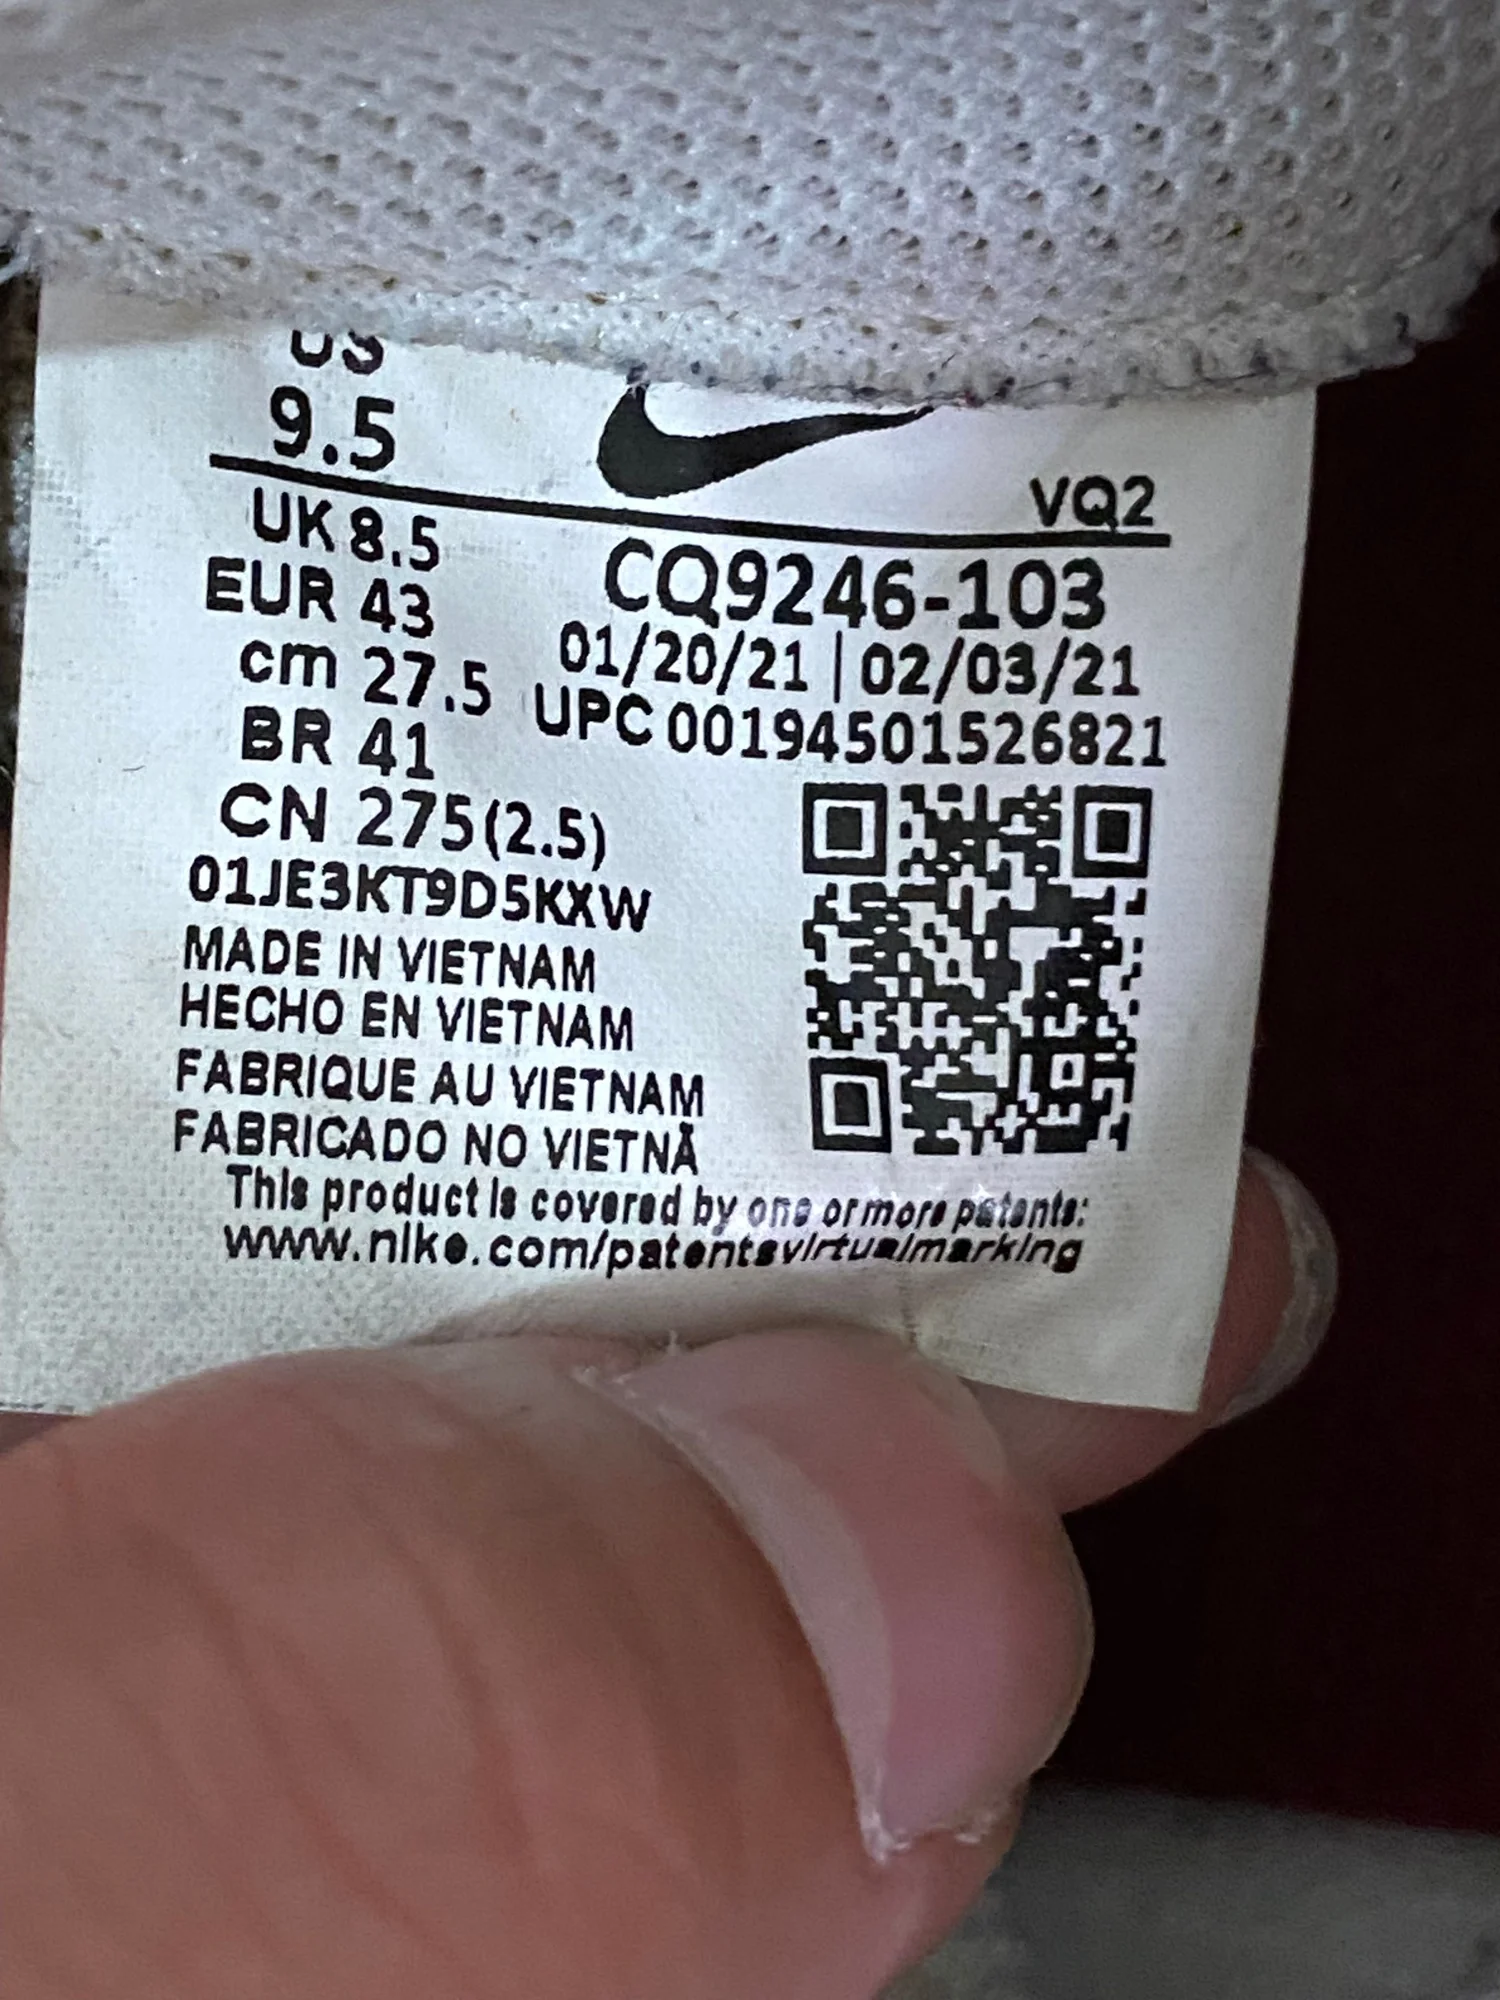 US
9.5
VQ2
UK 8.5
EUR 43
cm 27.5
BR 41
CN 275(2.5)
CQ9246-103
01/20/21 | 02/03/21
UPC 00194501526821
01JE3KT9D5KXW
MADE IN VIETNAM
HECHO EN VIETNAM
FABRIQUE AU VIETNAM
FABRICADO NO VIETNÃ
This product is covered by one or more patents:
www.nike.com/patentsvirtualmarking